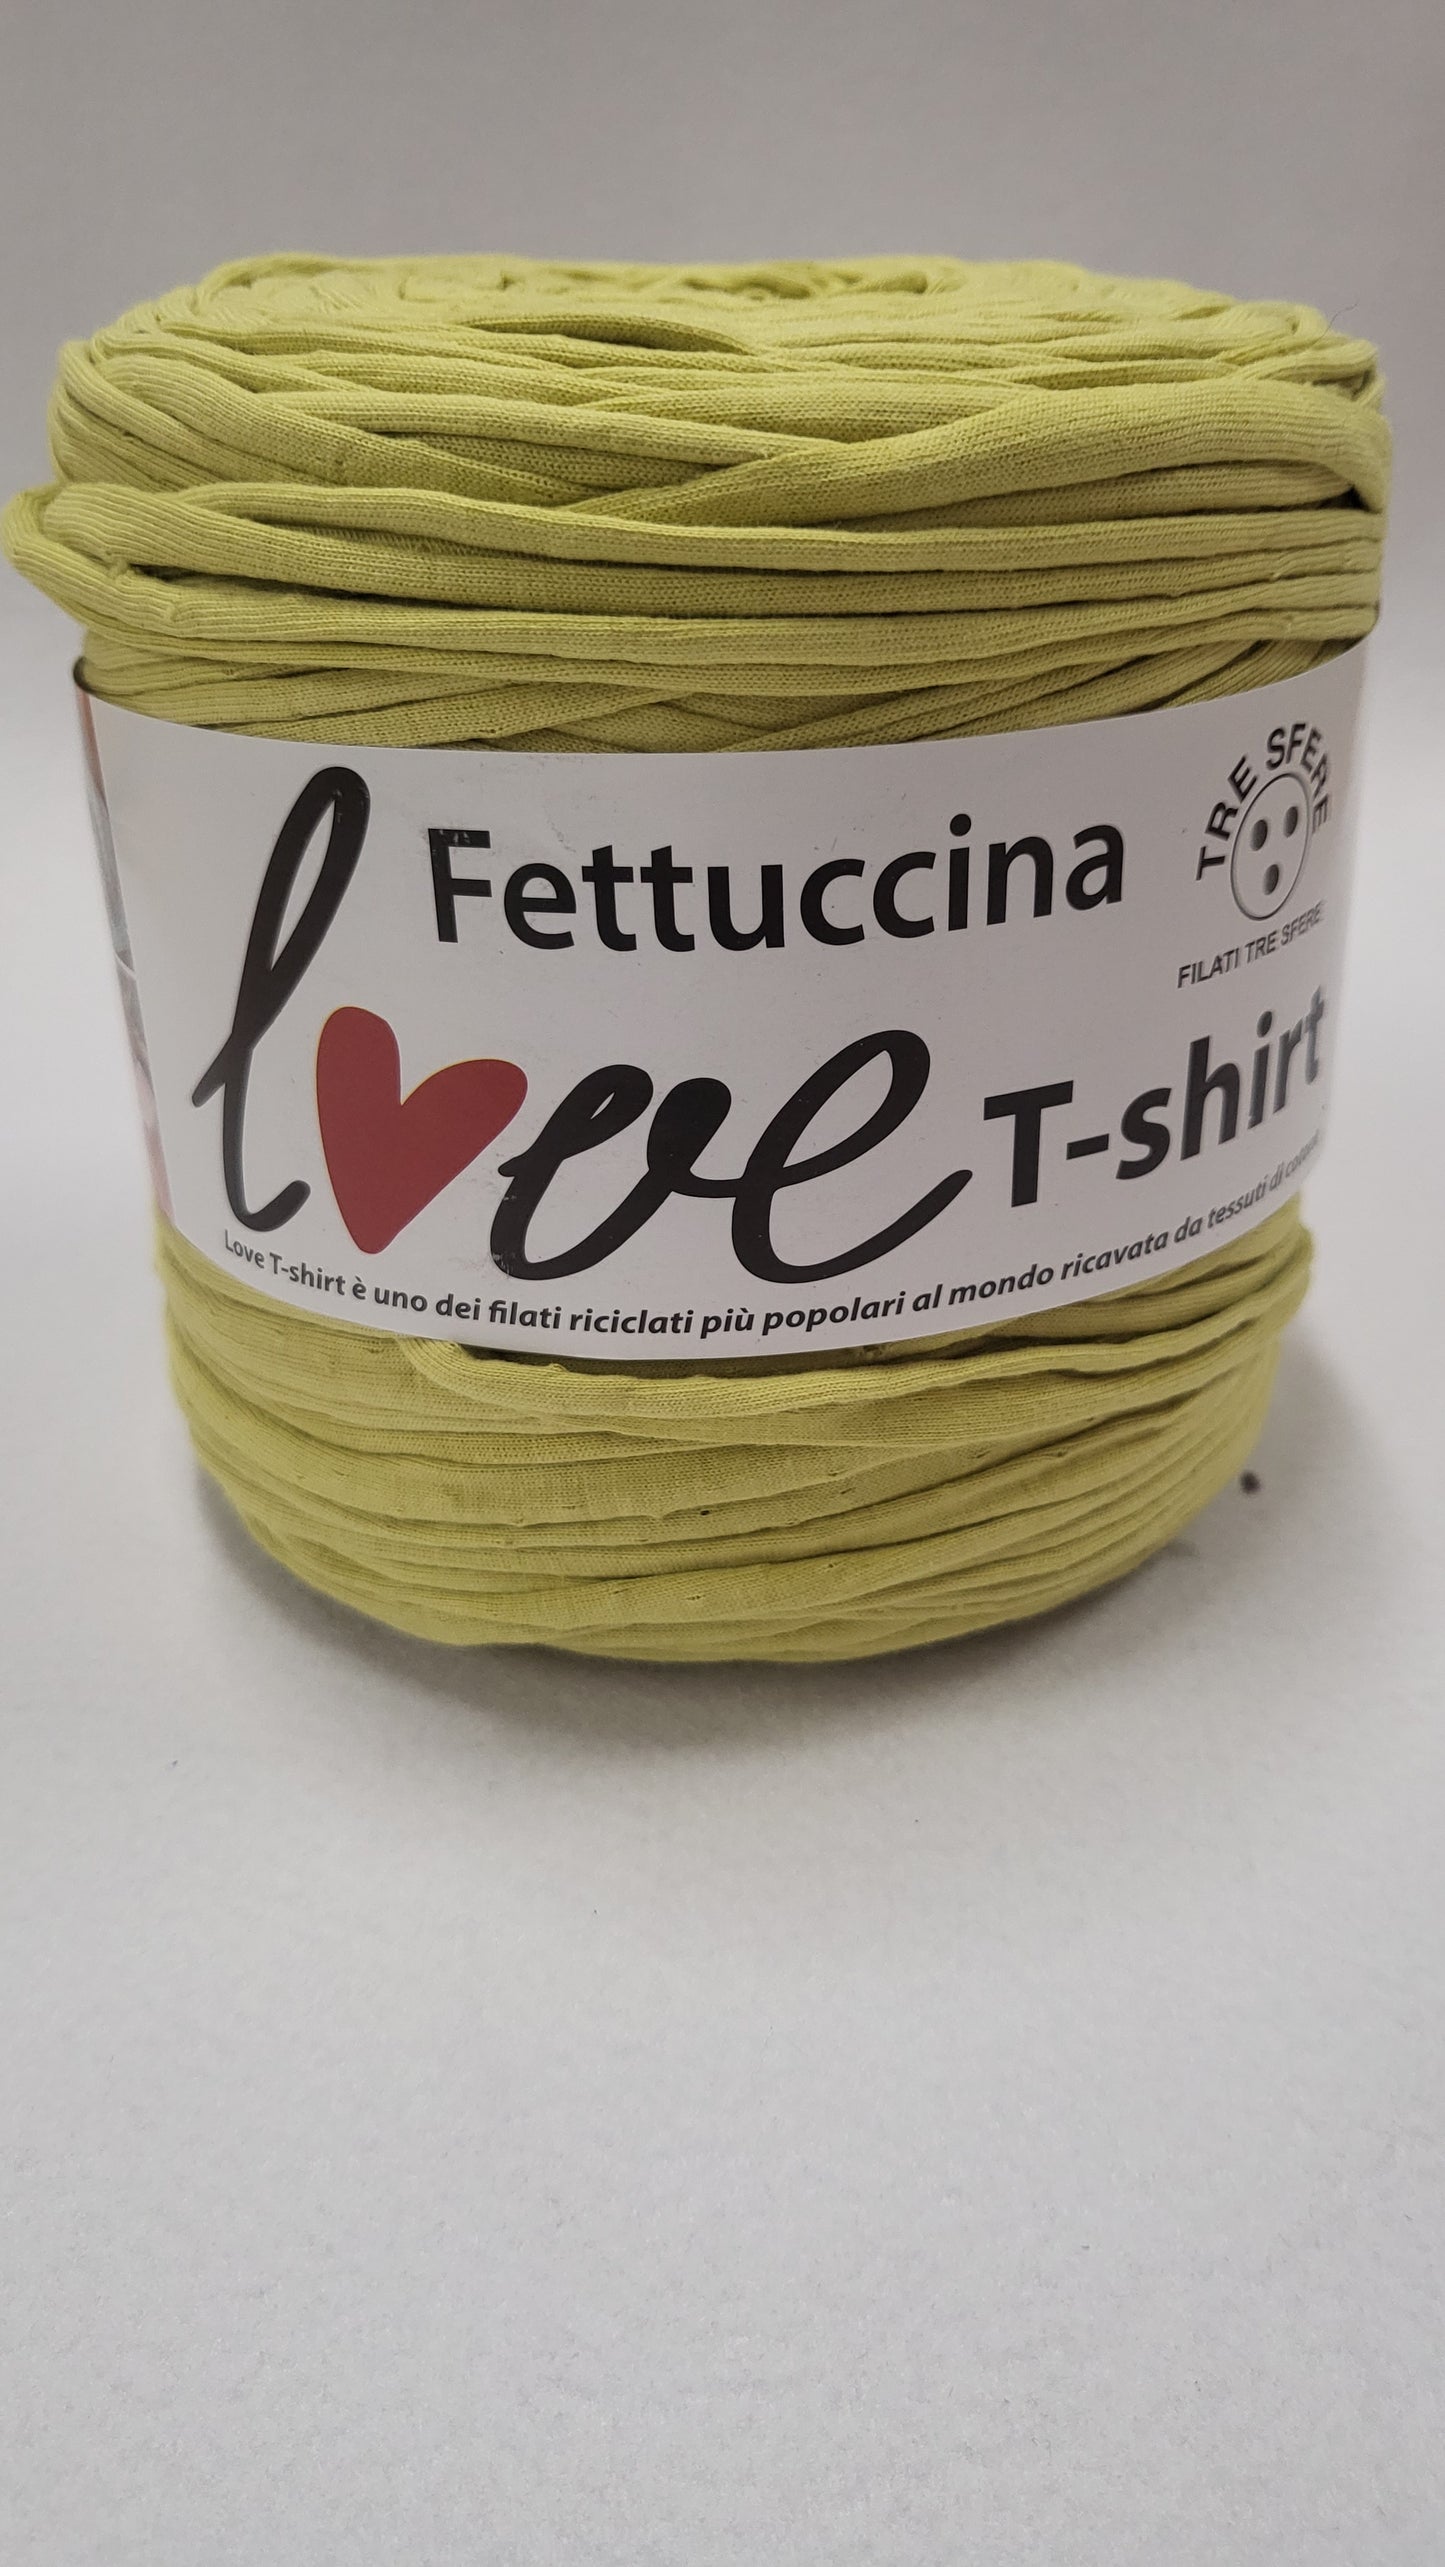 TRE SFERE
Fettuccina
FILATI TRE SFERE
love T-shirt
Love T-shirt è uno dei filati riciclati più popolari al mondo ricavata da tessuti di